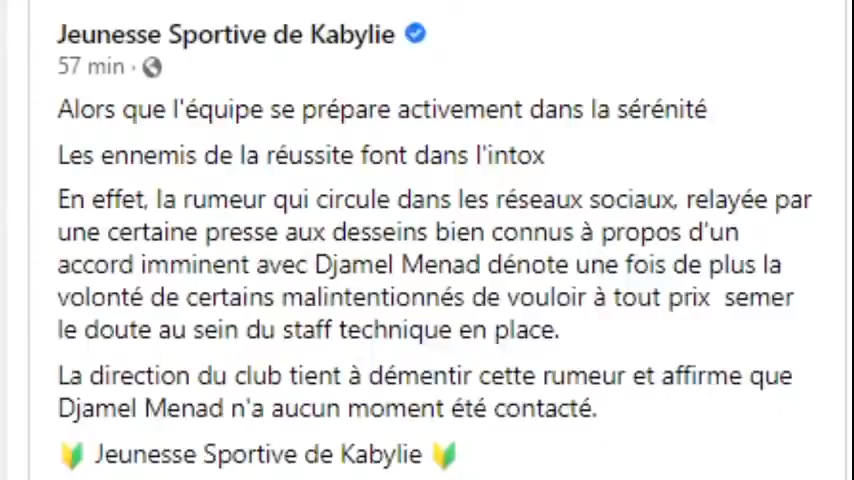 Jeunesse Sportive de Kabylie
57 min ·
Alors que l'équipe se prépare activement dans la sérénité
Les ennemis de la réussite font dans l'intox
En effet, la rumeur qui circule dans les réseaux sociaux, relayée par
une certaine presse aux desseins bien connus à propos d'un
accord imminent avec Djamel Menad dénote une fois de plus la
volonté de certains malintentionnés de vouloir à tout prix semer
le doute au sein du staff technique en place.
La direction du club tient à démentir cette rumeur et affirme que
Djamel Menad n'a aucun moment été contacté.
🔰 Jeunesse Sportive de Kabylie 🔰